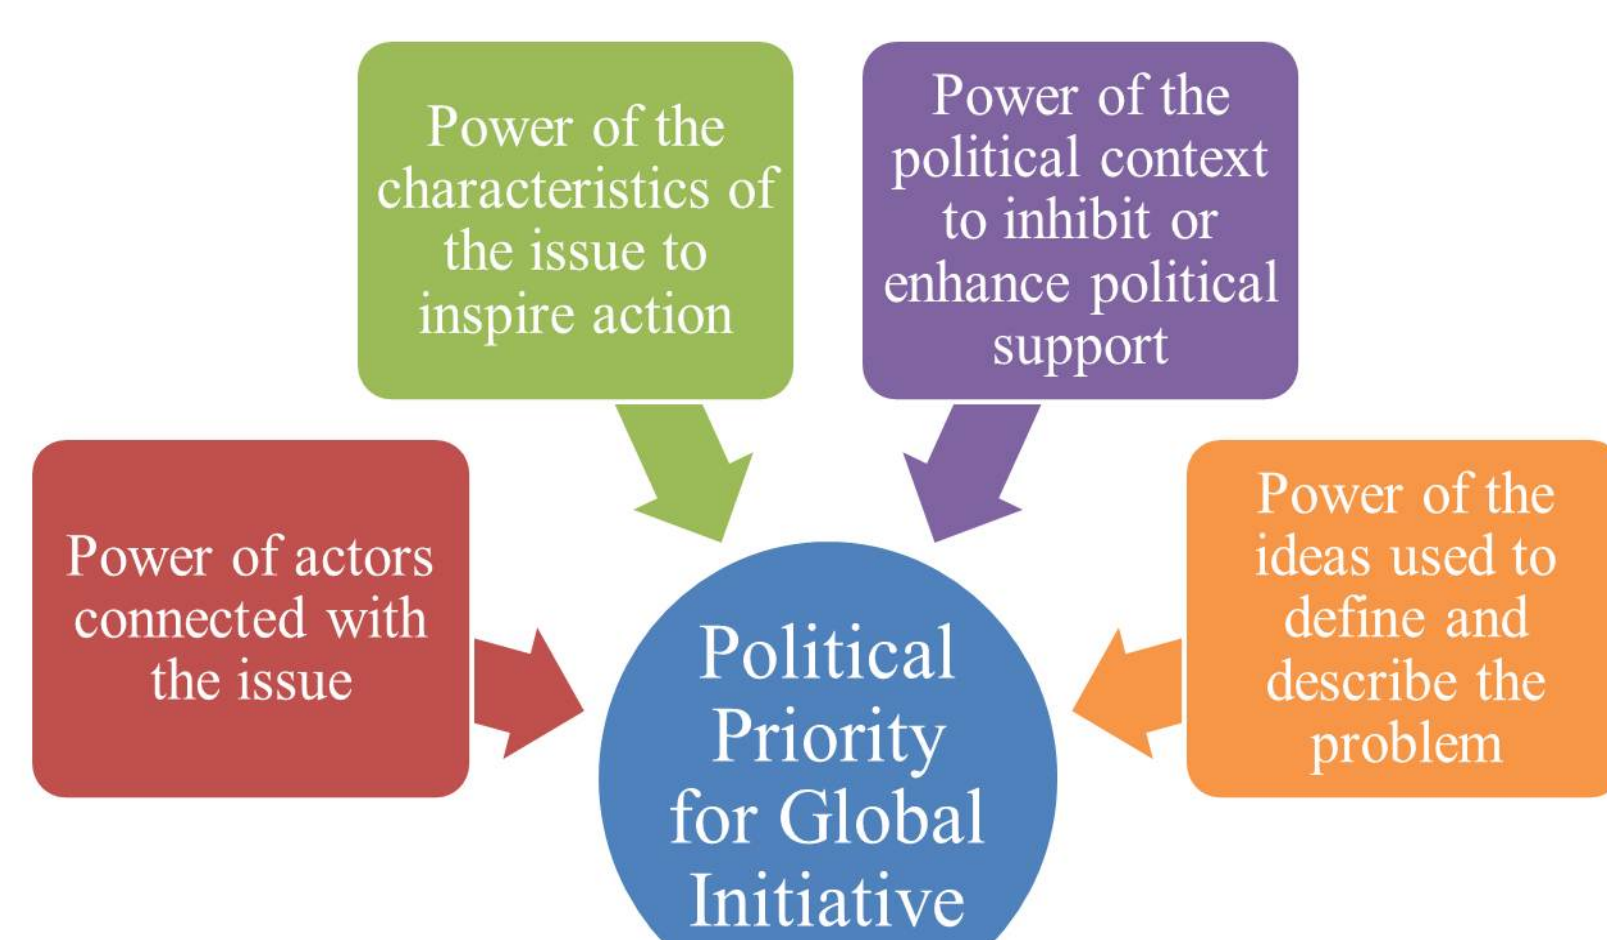 Power of the
characteristics of
the issue to
inspire action
Power of the
political context
to inhibit or
enhance political
support
Power of actors
connected with
the issue
Power of the
ideas used to
define and
describe the
problem
Political
Priority
for Global
Initiative